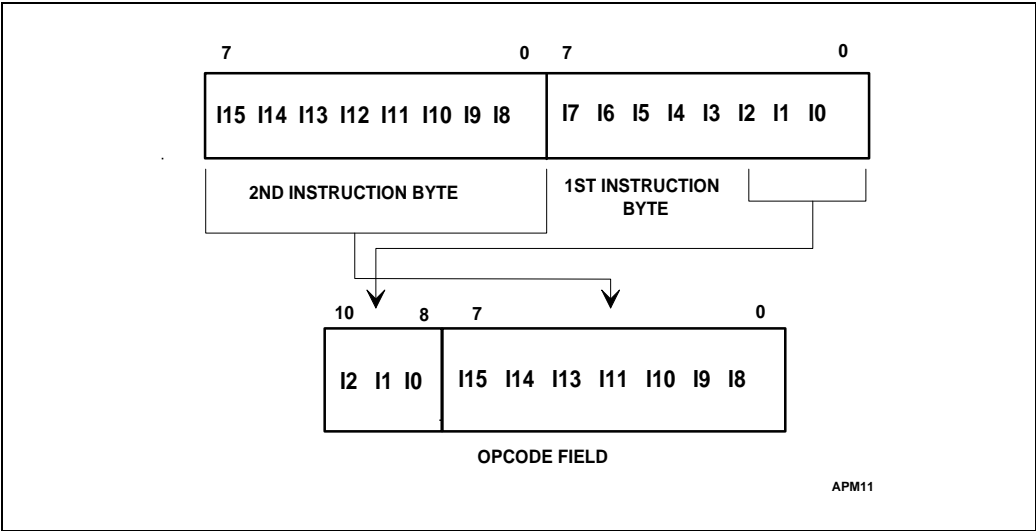 7 0 7 0
I15 I14 I13 I12 I11 I10 I9 I8 I7 I6 I5 I4 I3 I2 I1 I0
2ND INSTRUCTION BYTE
1ST INSTRUCTION
BYTE
10 8 7 0
I2 I1 I0 I15 I14 I13 I11 I10 I9 I8
OPCODE FIELD
APM11